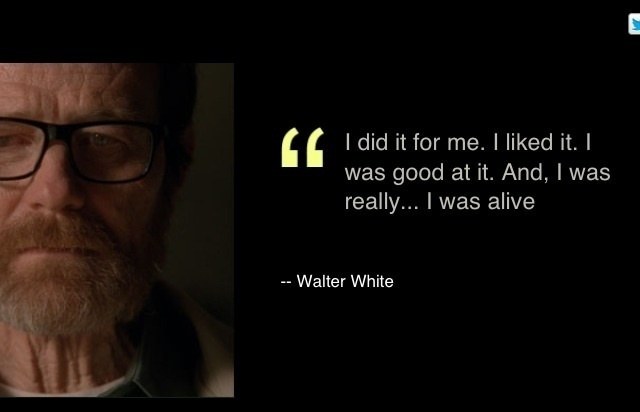 “ I did it for me. I liked it. I
was good at it. And, I was
really... I was alive
-- Walter White